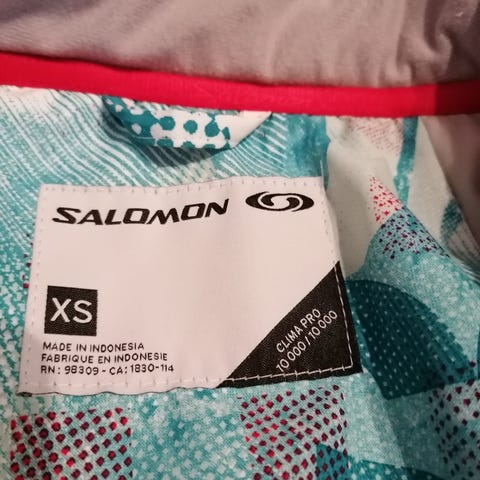 SALOMON
XS
MADE IN INDONESIA
FABRIQUE EN INDONESIE
RN: 98309 - CA: 1830-114
CLIMA PRO
10 000 / 10 000